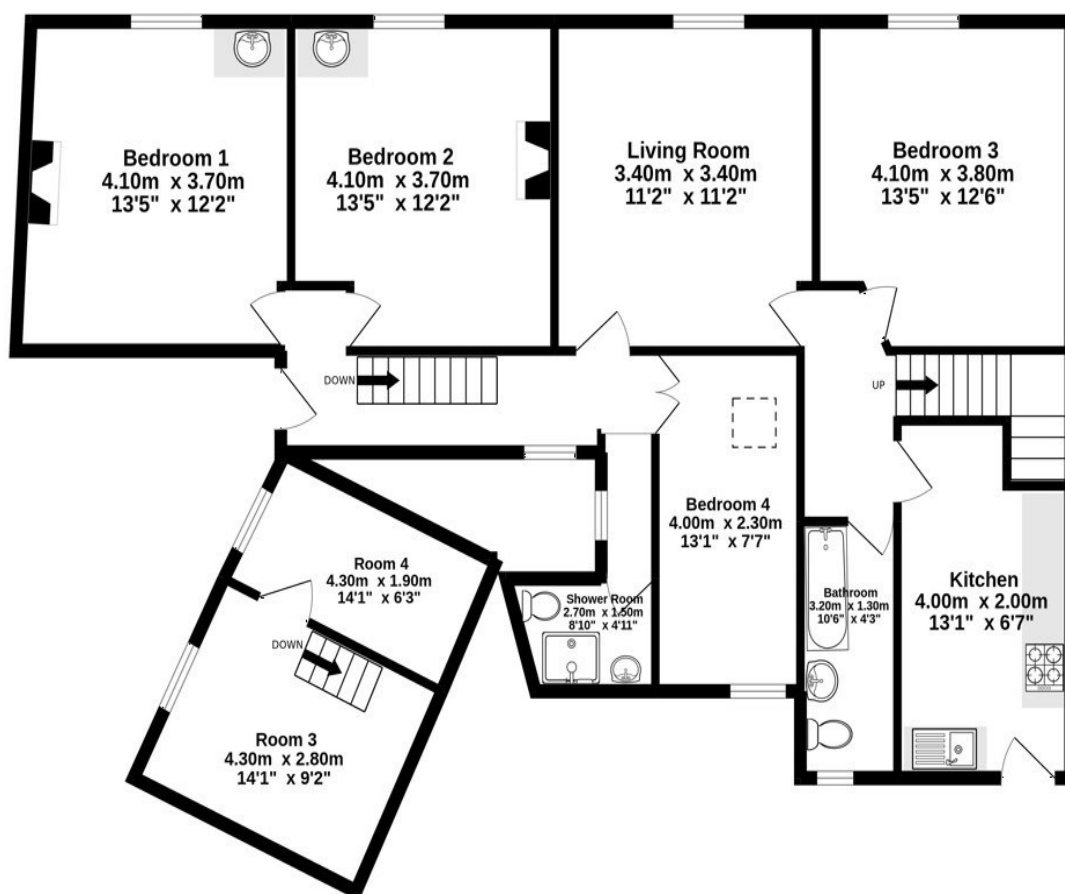 Bedroom 1
4.10m x 3.70m
13'5" x 12'2"
Bedroom 2
4.10m x 3.70m
13'5" x 12'2"
Living Room
3.40m x 3.40m
11'2" x 11'2"
Bedroom 3
4.10m x 3.80m
13'5" x 12'6"
DOWN
UP
Bedroom 4
4.00m x 2.30m
13'1" x 7'7"
Room 4
4.30m x 1.90m
14'1" x 6'3"
Shower Room
2.70m x 1.50m
8'10" x 4'11"
Bathroom
3.20m x 1.30m
10'6" x 4'3"
Kitchen
4.00m x 2.00m
13'1" x 6'7"
DOWN
Room 3
4.30m x 2.80m
14'1" x 9'2"